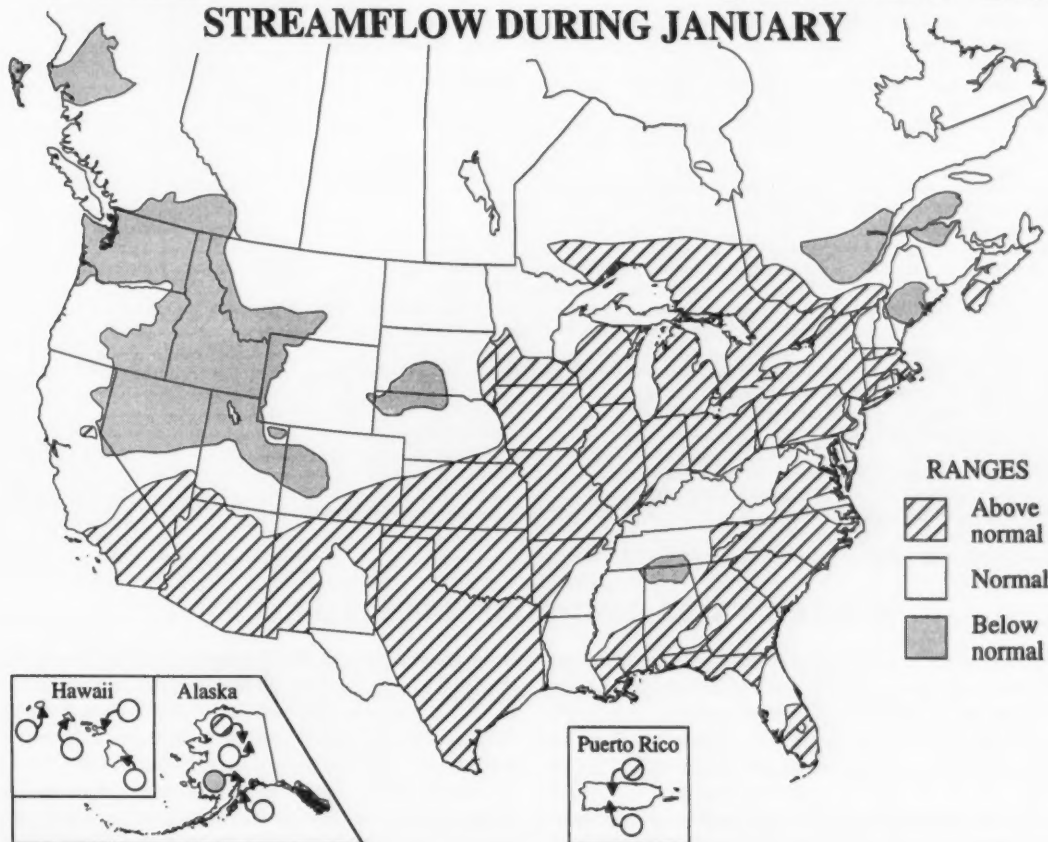 STREAMFLOW DURING JANUARY
RANGES
Above
normal
Normal
Below
normal
Hawaii
Alaska
Puerto Rico